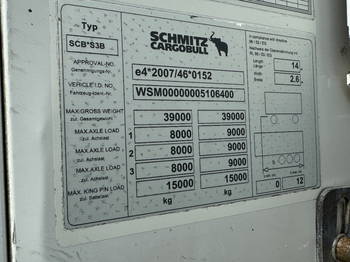 Typ
SCB*S3B
SCHMITZ
CARGOBULL
APPROVAL-NO.
Genehmigungs-Nr.
e4*2007/46*0152
VEHICLE I.D. NO.
Fahrzeug-Ident.-Nr.
WSM00000005106400
MAX.GROSS WEIGHT
zul. Gesamtgewicht
39000 39000
MAX.AXLE LOAD
zul. Achslast
1 8000 9000
MAX.AXLE LOAD
zul. Achslast
2 8000 9000
MAX.AXLE LOAD
zul. Achslast
3 8000 9000
MAX. KING PIN LOAD
zul. Sattellast
15000 15000
kg kg
Length
Länge
14
Width
Breite
2.6
0 12